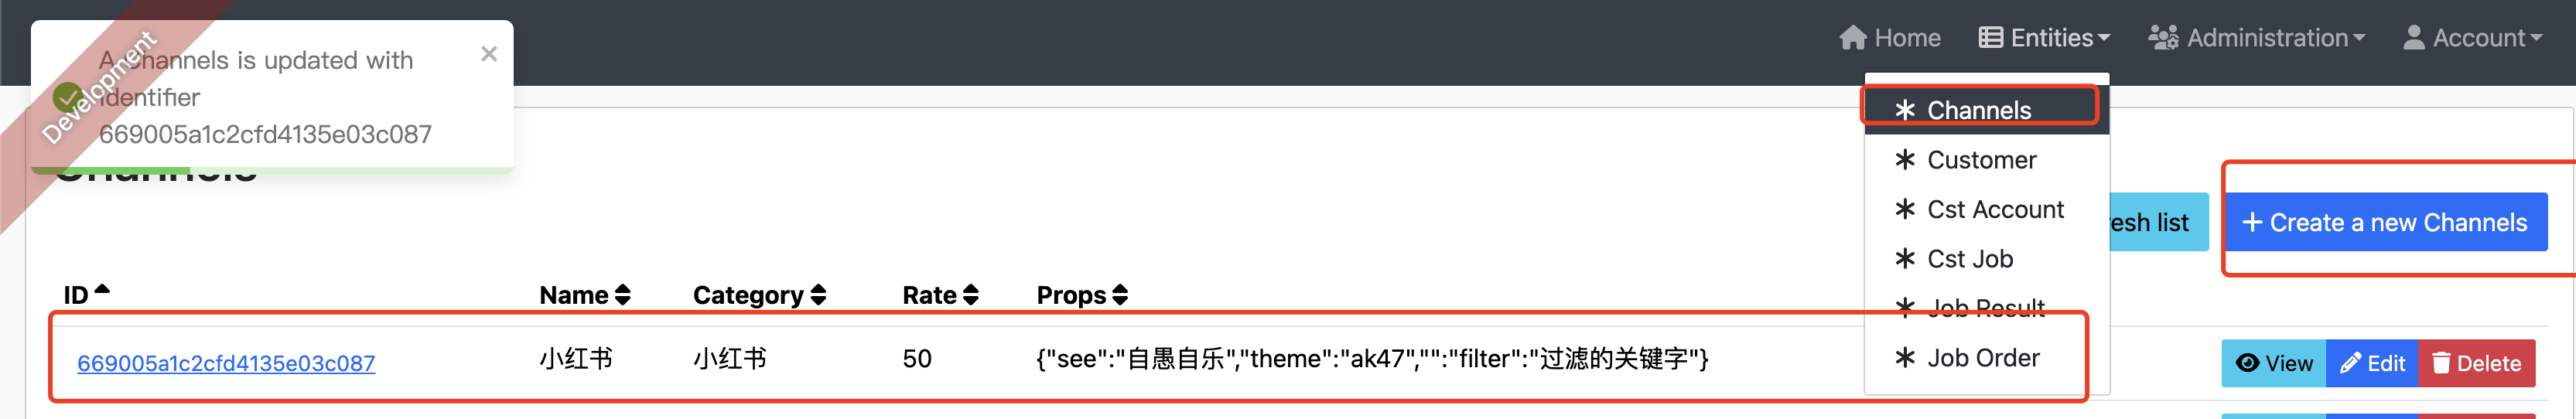 Home Entities Administration Account
A Channels is updated with
identifier
669005a1c2cfd4135e03c087
Development
Channels
Customer
Cst Account
Cst Job
Job Result
Job Order
Channels
esh list
+ Create a new Channels
ID Name Category Rate Props
669005a1c2cfd4135e03c087 小红书 小红书 50 {"see":"自愚自乐","theme":"ak47","":"filter":"过滤的关键字"}
View Edit Delete